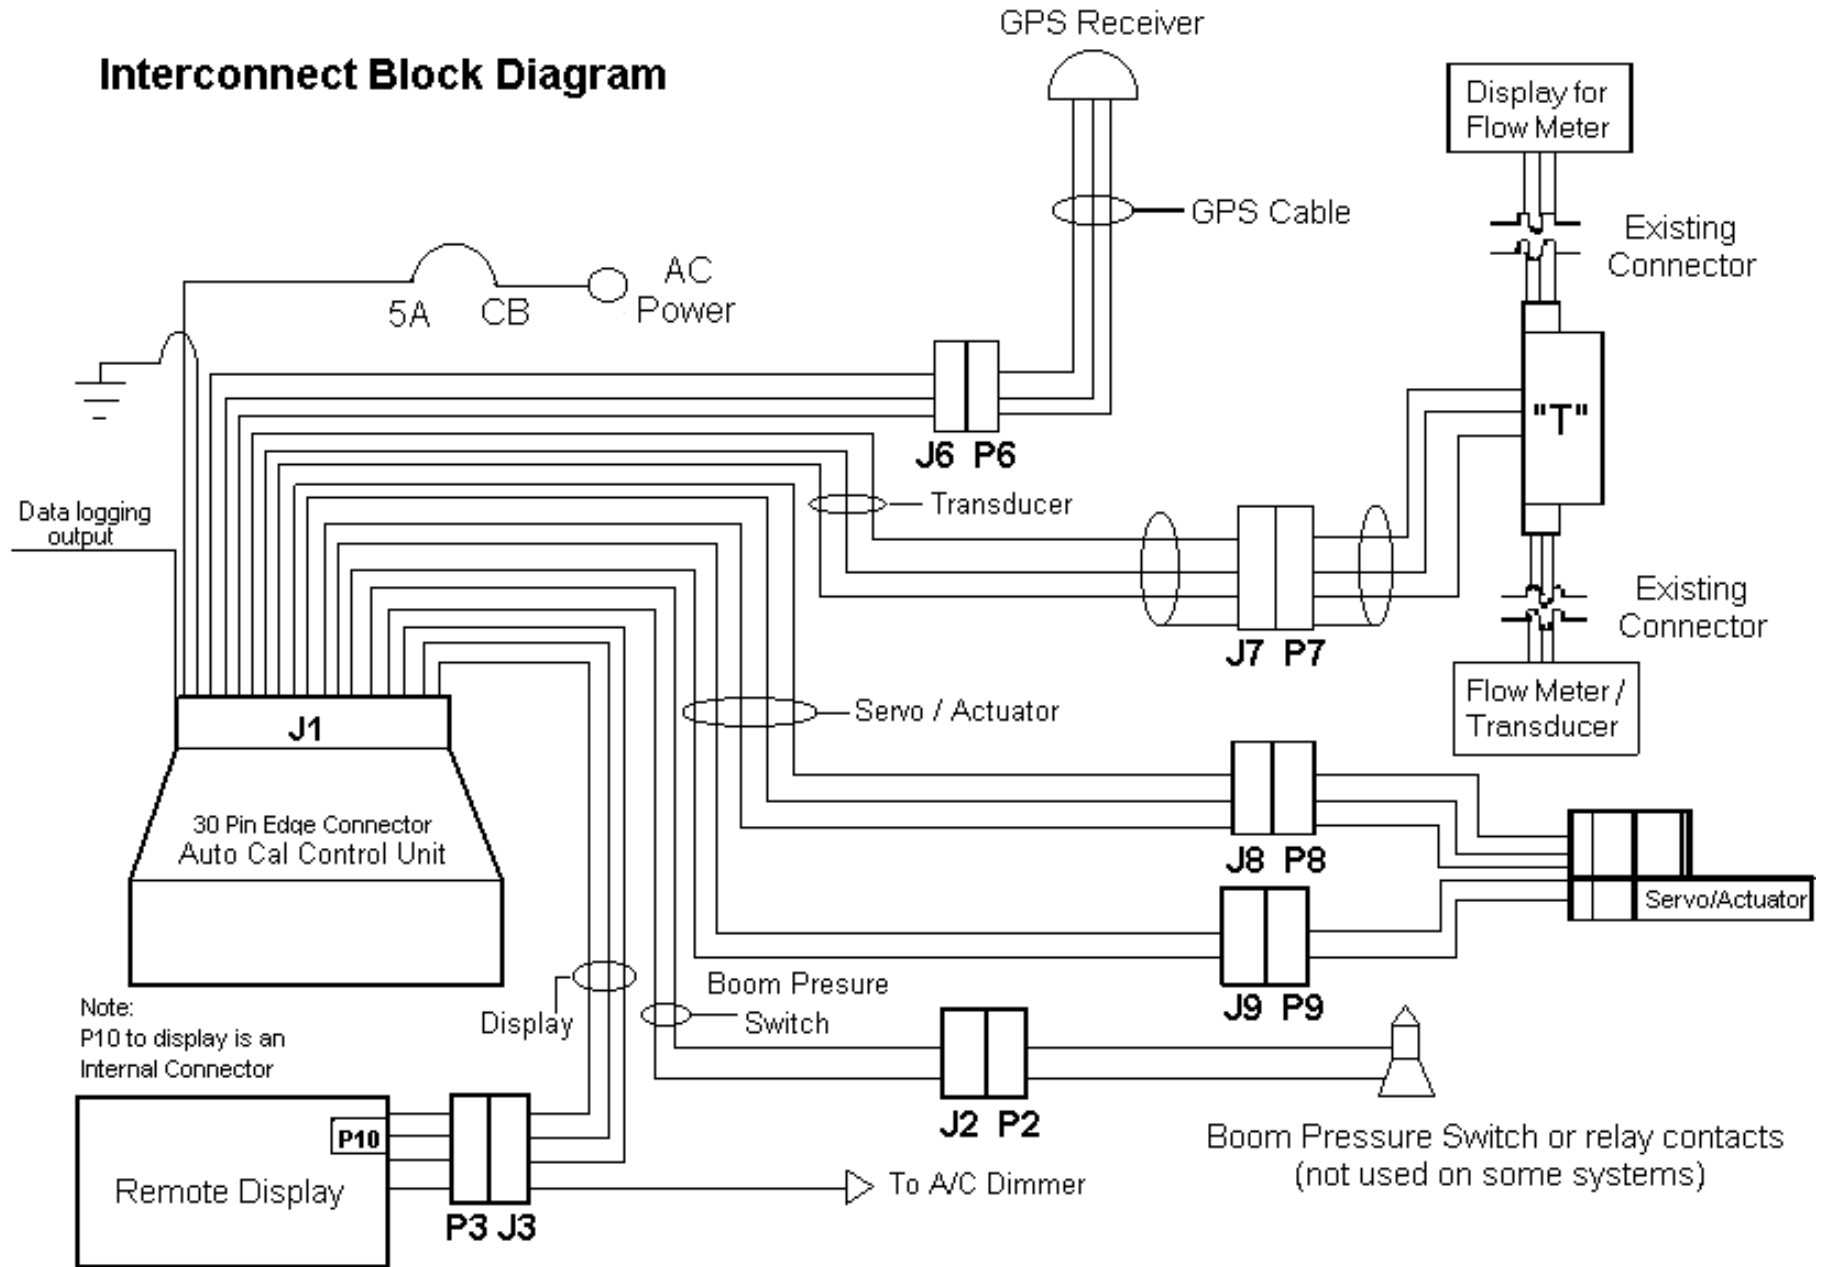 GPS Receiver
Interconnect Block Diagram
Display for
Flow Meter
GPS Cable
Existing
Connector
AC
Power
5A CB
"T"
J6 P6
Transducer
Data logging
output
Existing
Connector
J7 P7
Flow Meter /
Transducer
Servo / Actuator
J1
30 Pin Edge Connector
Auto Cal Control Unit
J8 P8
Servo/Actuator
Boom Presure
Switch
J9 P9
Display
Note:
P10 to display is an
Internal Connector
J2 P2
P10
Remote Display
Boom Pressure Switch or relay contacts
(not used on some systems)
To A/C Dimmer
P3 J3